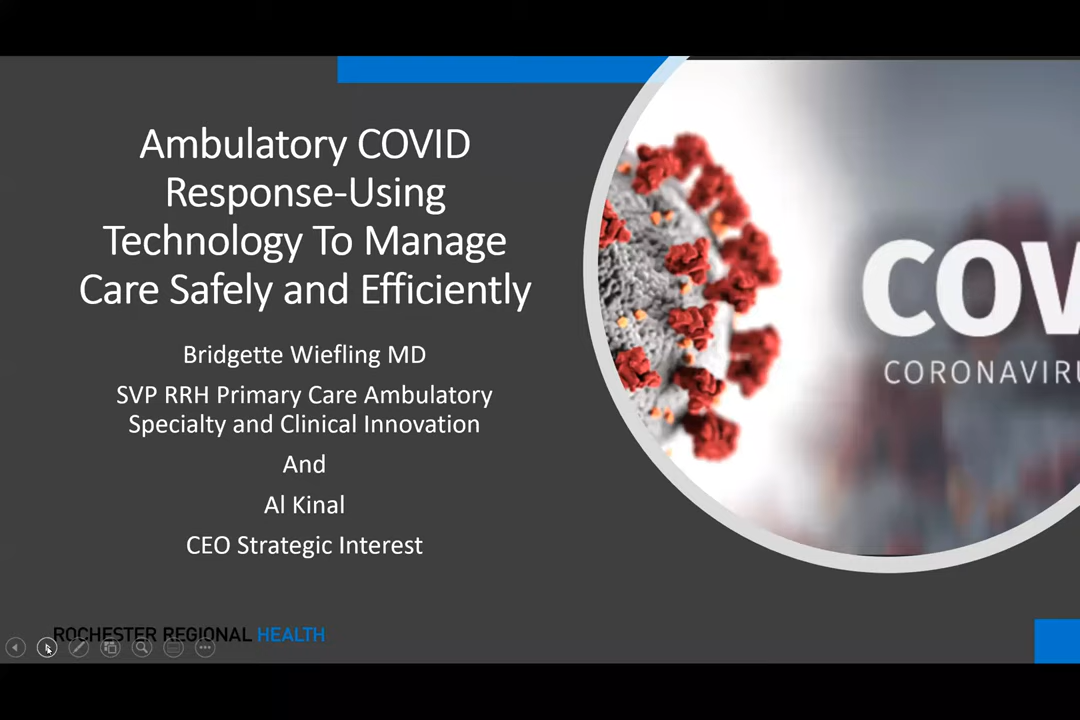 Ambulatory COVID
Response-Using
Technology To Manage
Care Safely and Efficiently
Bridgette Wiefling MD
SVP RRH Primary Care Ambulatory
Specialty and Clinical Innovation
And
Al Kinal
CEO Strategic Interest
COV
CORONAVIRU
ROCHESTER REGIONAL HEALTH